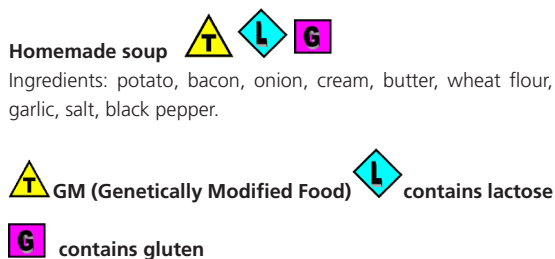 Homemade soup T L G
Ingredients: potato, bacon, onion, cream, butter, wheat flour,
garlic, salt, black pepper.
T GM (Genetically Modified Food) L contains lactose
G contains gluten